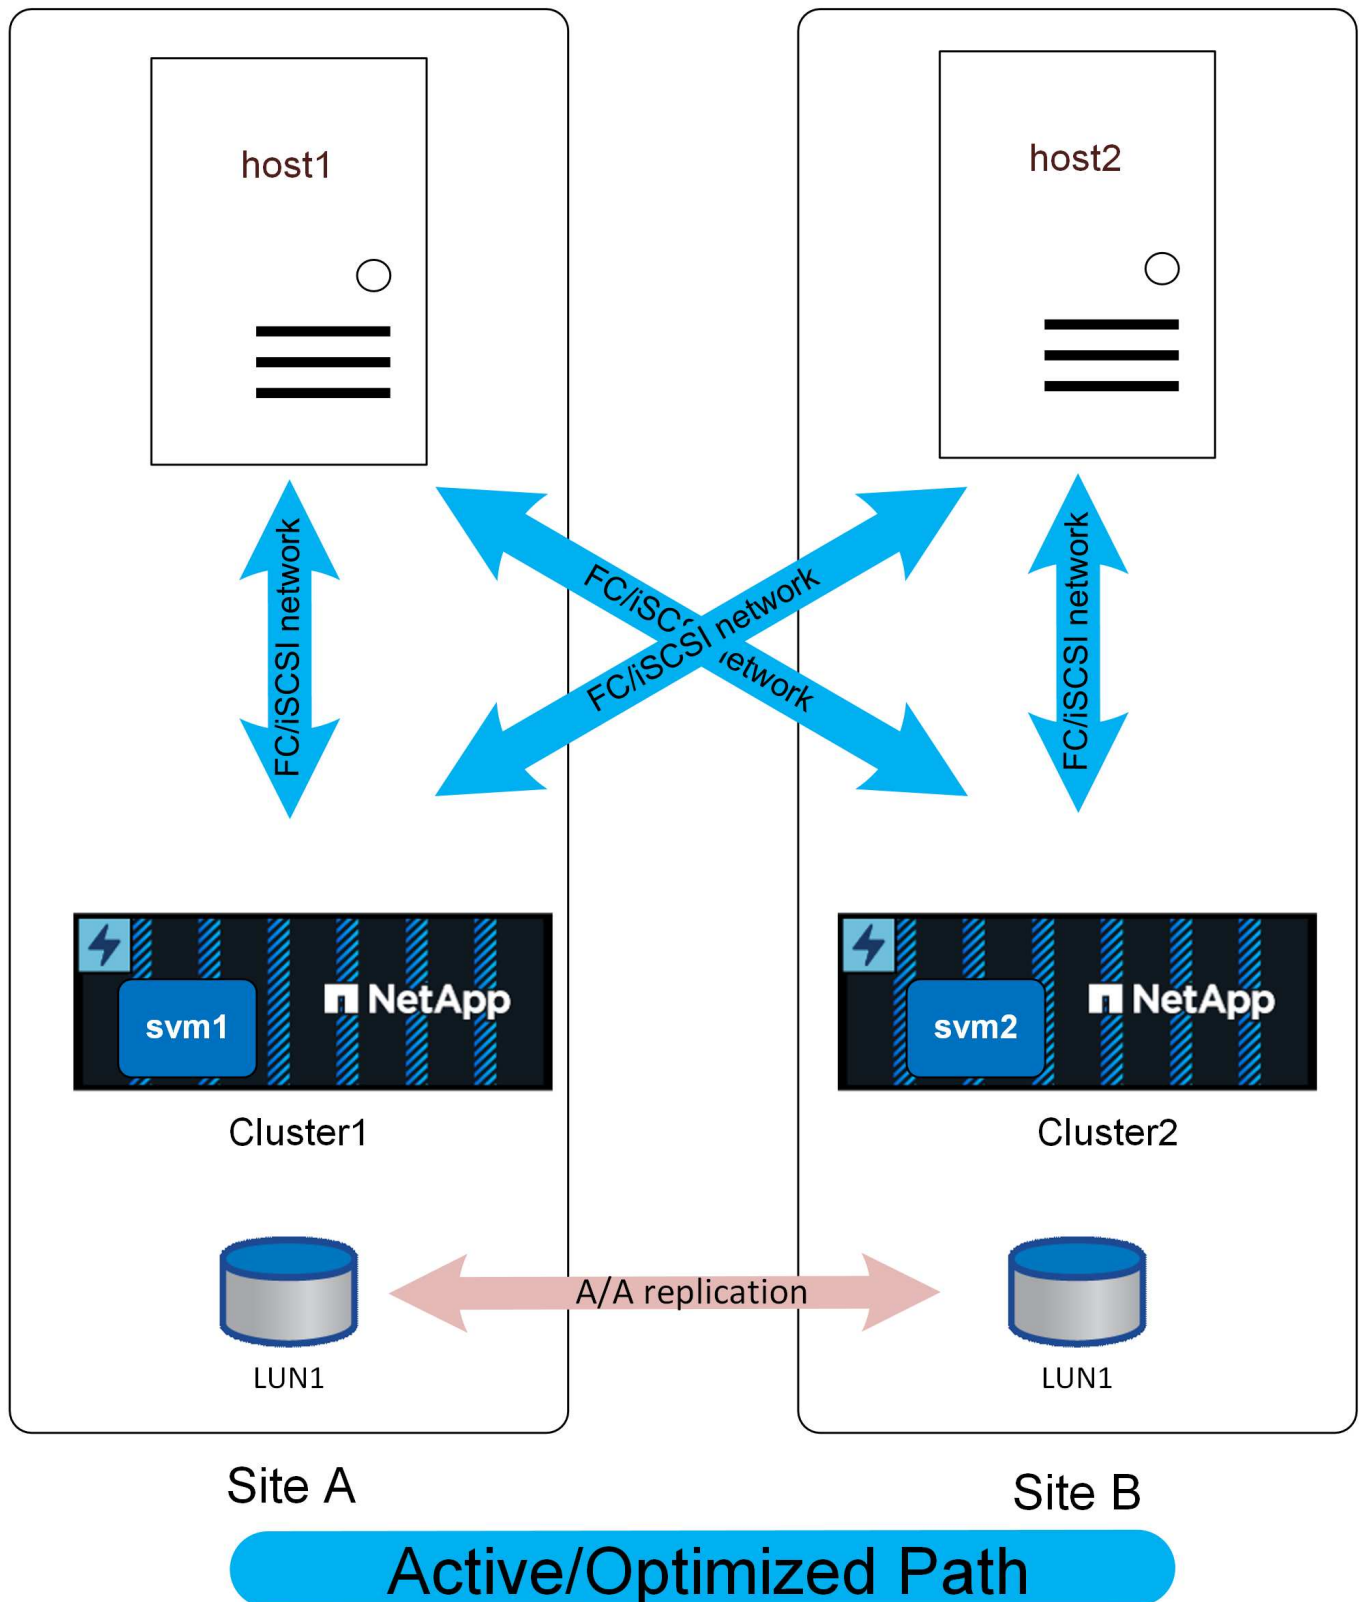 host1
host2
FC/iSCSI network
FC/iSCSI network
FC/iSCSI network
FC/iSCSI network
svm1
NetApp
svm2
NetApp
Cluster1
Cluster2
A/A replication
LUN1
LUN1
Site A
Site B
Active/Optimized Path